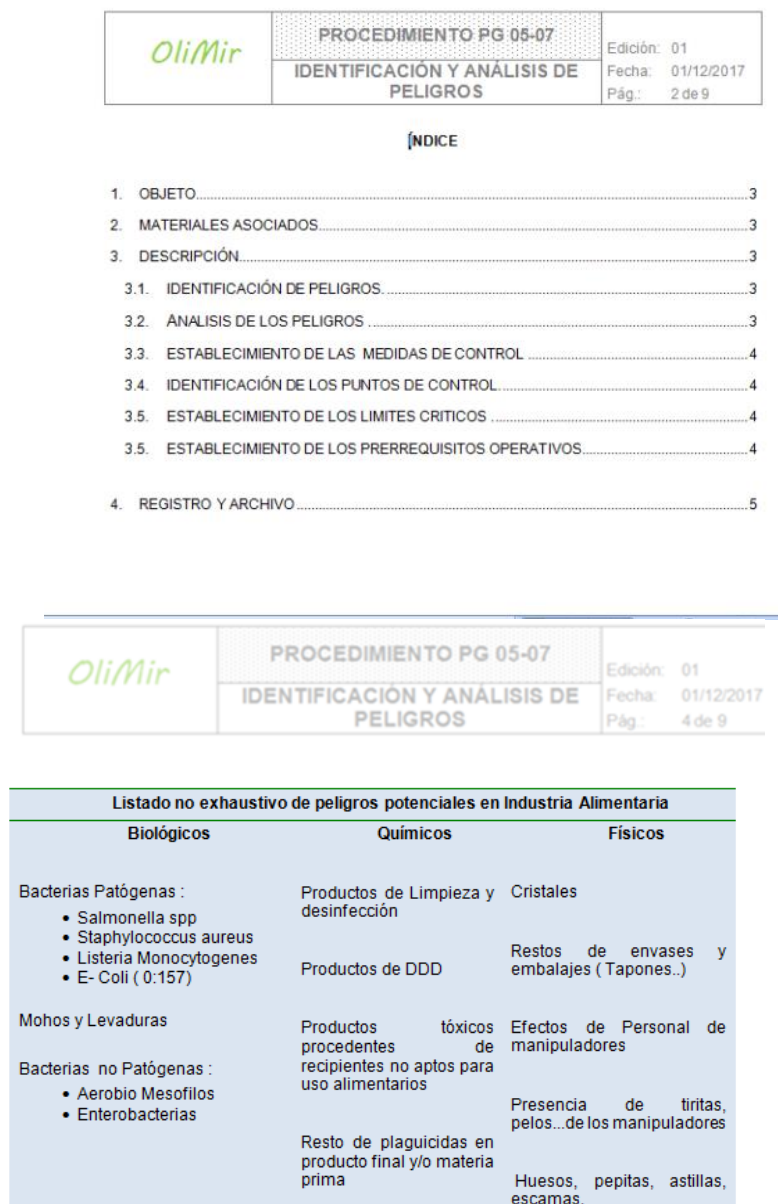 OliMir
PROCEDIMIENTO PG 05-07
IDENTIFICACIÓN Y ANÁLISIS DE
PELIGROS
Edición: 01
Fecha: 01/12/2017
Pág.: 2 de 9
ÍNDICE
1. OBJETO 3
2. MATERIALES ASOCIADOS 3
3. DESCRIPCIÓN 3
3.1. IDENTIFICACIÓN DE PELIGROS. 3
3.2. ANALISIS DE LOS PELIGROS . 3
3.3. ESTABLECIMIENTO DE LAS MEDIDAS DE CONTROL 4
3.4. IDENTIFICACIÓN DE LOS PUNTOS DE CONTROL 4
3.5. ESTABLECIMIENTO DE LOS LIMITES CRITICOS . 4
3.5. ESTABLECIMIENTO DE LOS PRERREQUISITOS OPERATIVOS 4
4. REGISTRO Y ARCHIVO 5
OliMir
PROCEDIMIENTO PG 05-07
IDENTIFICACIÓN Y ANÁLISIS DE
PELIGROS
Edición: 01
Fecha: 01/12/2017
Pág.: 4 de 9
Listado no exhaustivo de peligros potenciales en Industria Alimentaria
Biológicos
Bacterias Patógenas :
• Salmonella spp
• Staphylococcus aureus
• Listeria Monocytogenes
• E- Coli ( 0:157)
Mohos y Levaduras
Bacterias no Patógenas :
• Aerobio Mesofilos
• Enterobacterias
Químicos
Productos de Limpieza y
desinfección
Productos de DDD
Productos tóxicos
procedentes de
recipientes no aptos para
uso alimentarios
Resto de plaguicidas en
producto final y/o materia
prima
Físicos
Cristales
Restos de envases y
embalajes ( Tapones..)
Efectos de Personal de
manipuladores
Presencia de tiritas,
pelos...de los manipuladores
Huesos, pepitas, astillas,
escamas.